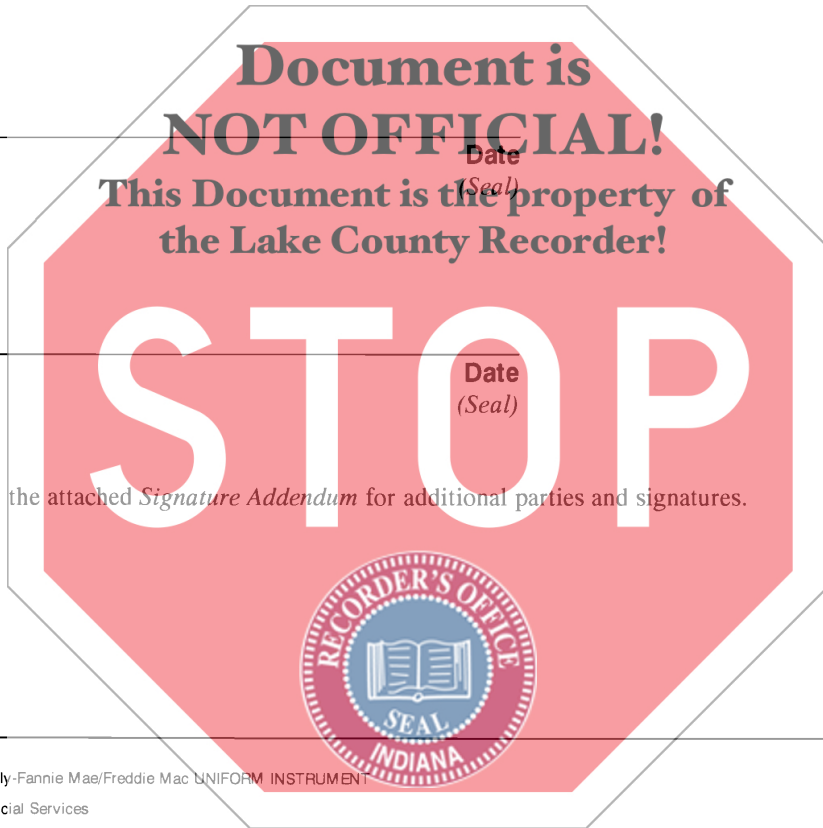 Document is
NOT OFFICIAL!
Date
This Document is the property of
(Seal)
the Lake County Recorder!
STOP
Date
(Seal)
the attached Signature Addendum for additional parties and signatures.
RECORDER'S OFFICE
SEAL
INDIANA
ly-Fannie Mae/Freddie Mac UNIFORM INSTRUMENT
cial Services